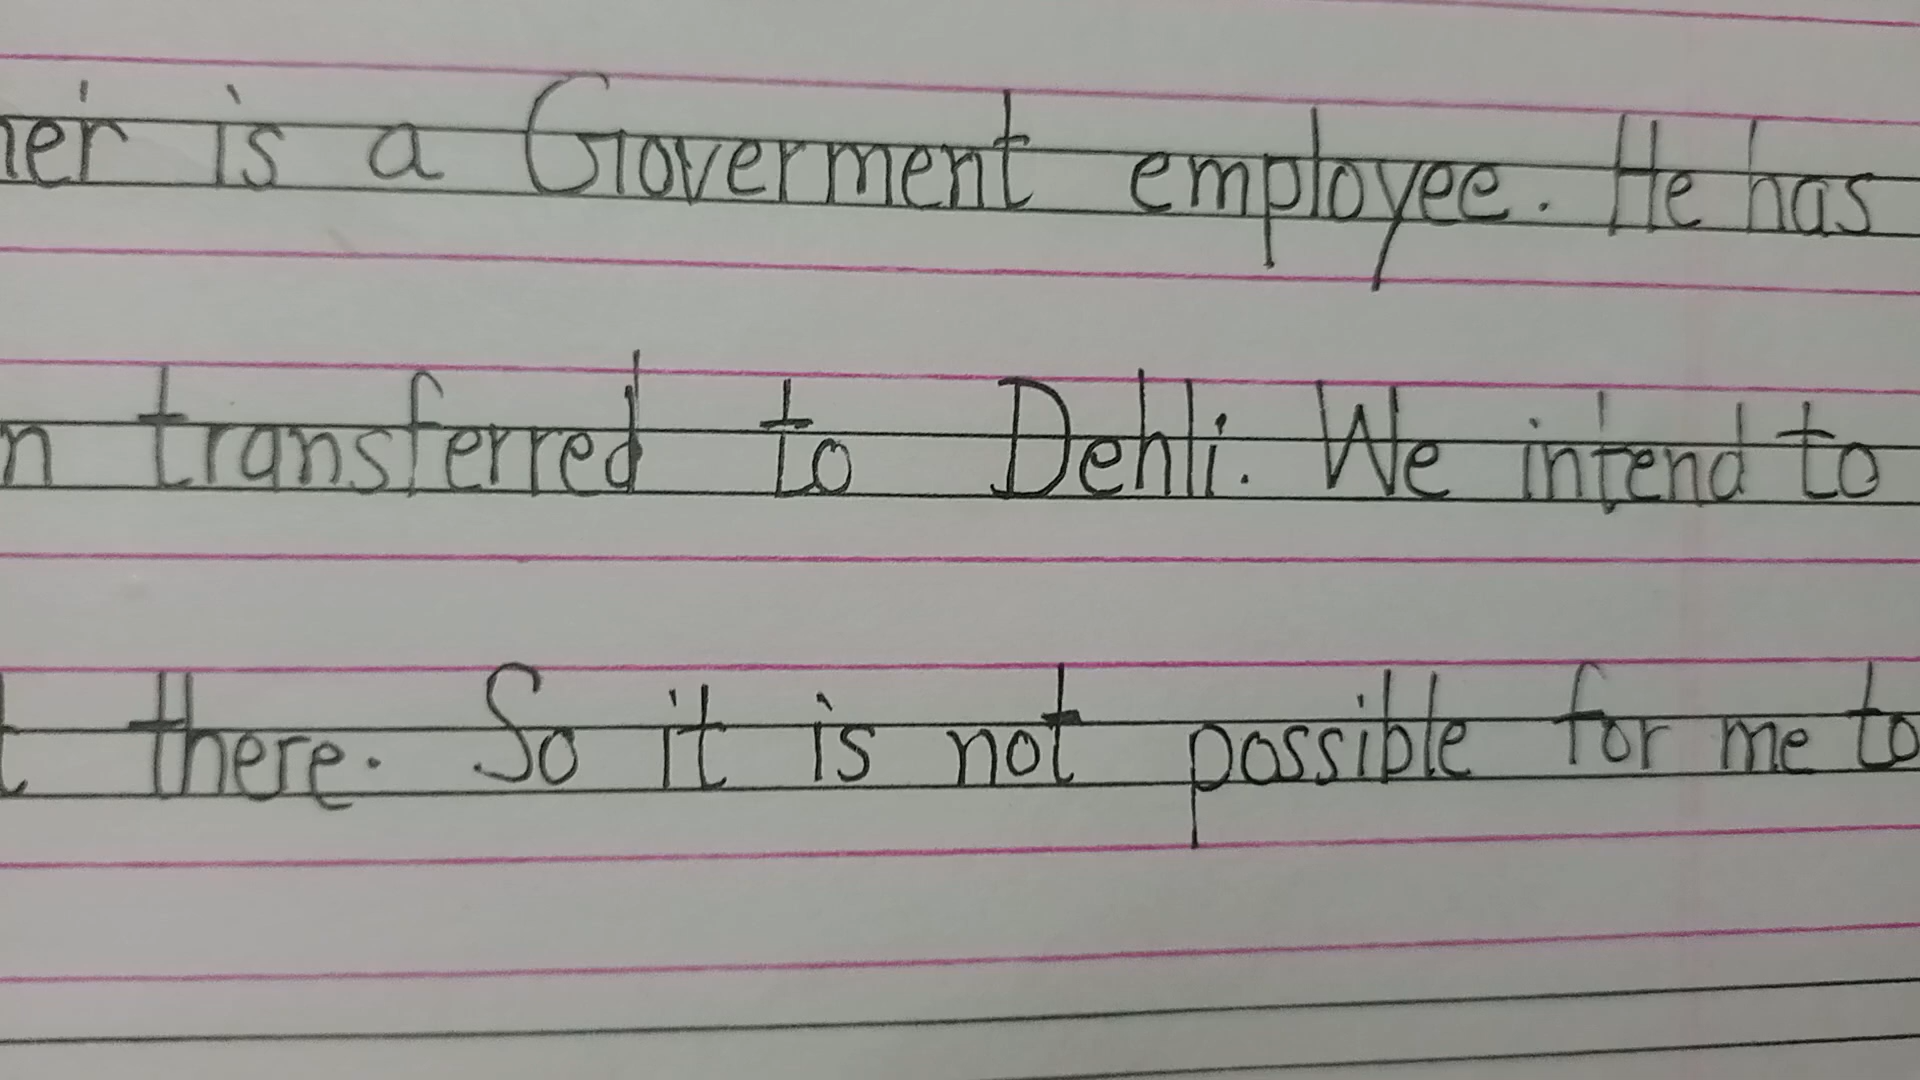 her is a Goverment employee. He has
n transferred to Dehli. We intend to
t there. So it is not possible for me to